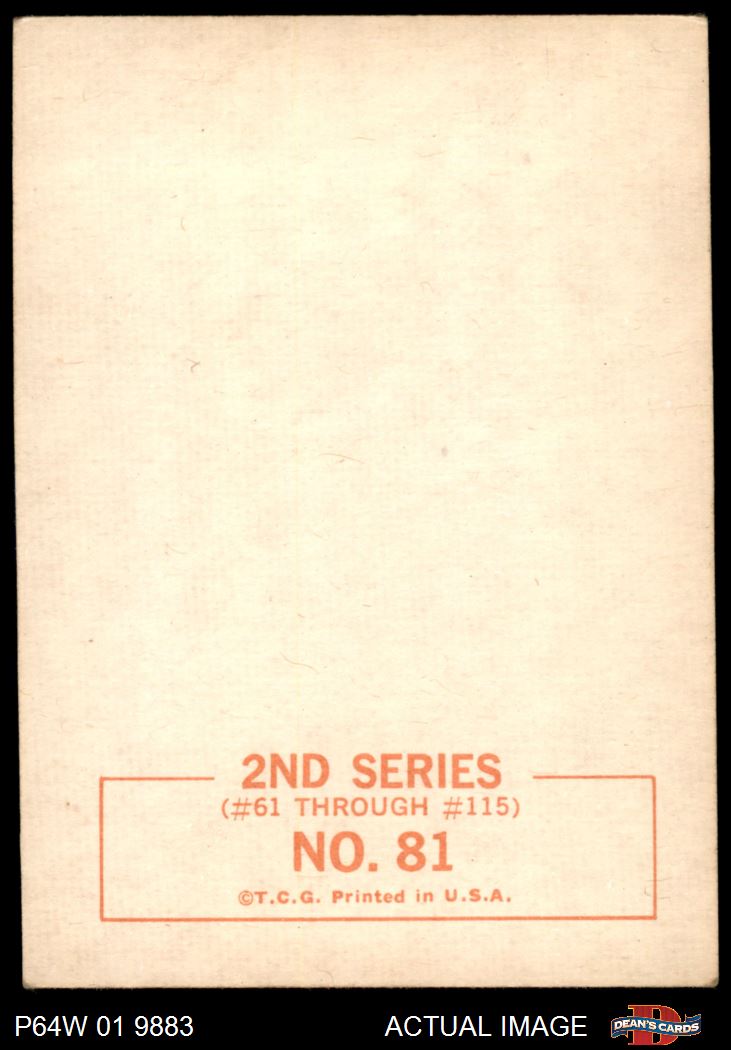 2ND SERIES
(#61 THROUGH #115)
NO. 81
©T.C.G. Printed in U.S.A.
P64W 01 9883
ACTUAL IMAGE
DEAN'S CARDS